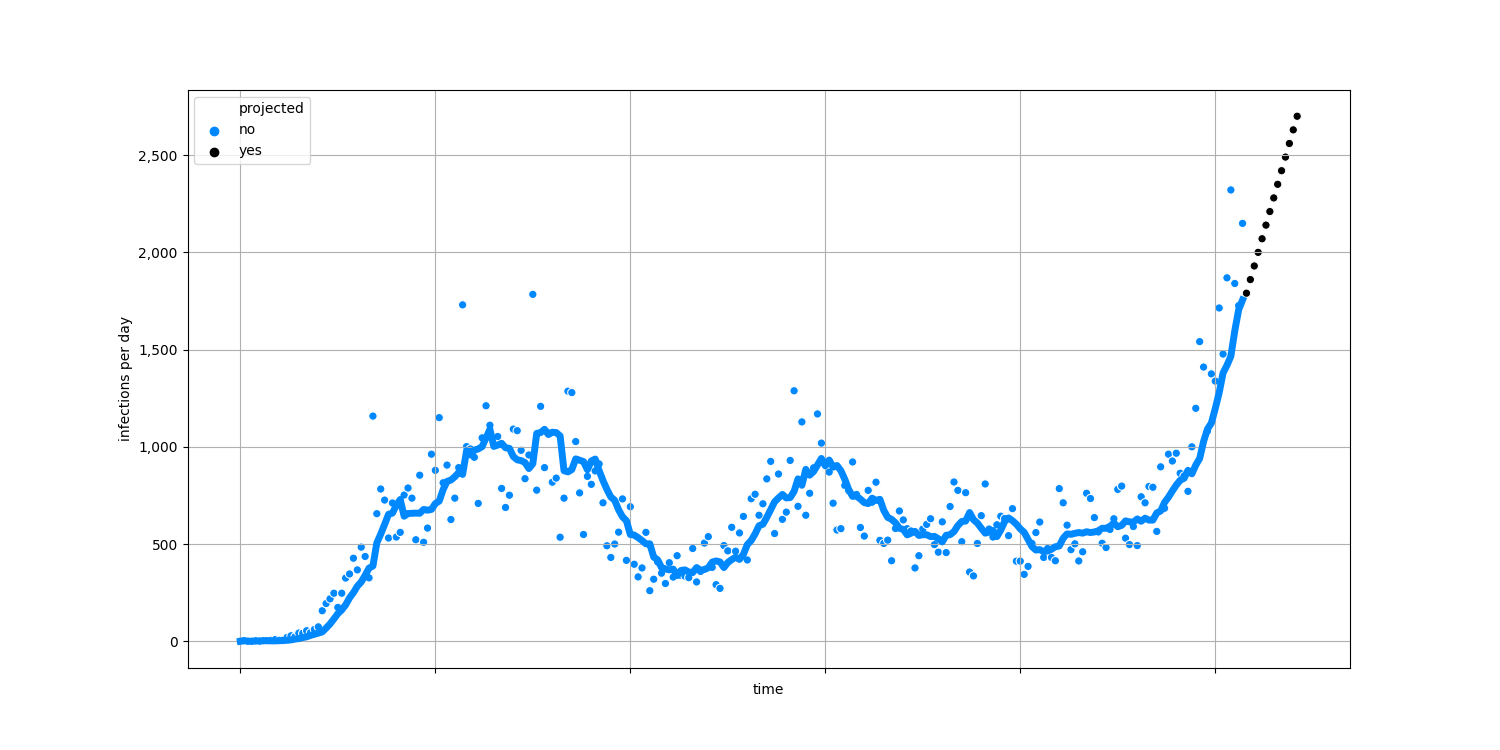 projected
no
yes
2,500
2,000
1,500
1,000
500
0
infections per day
time